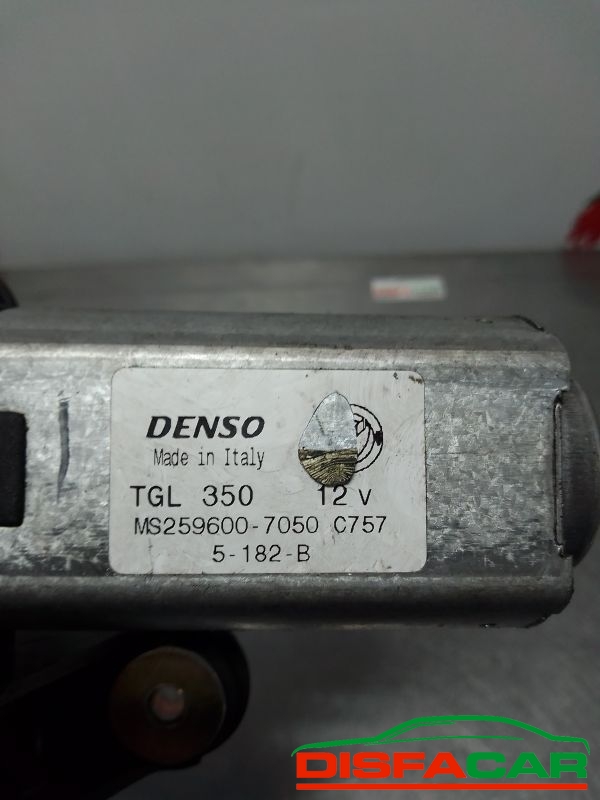 DENSO
Made in Italy
TGL 350 12 V
MS259600-7050 C757
5-182-B
DISFACAR